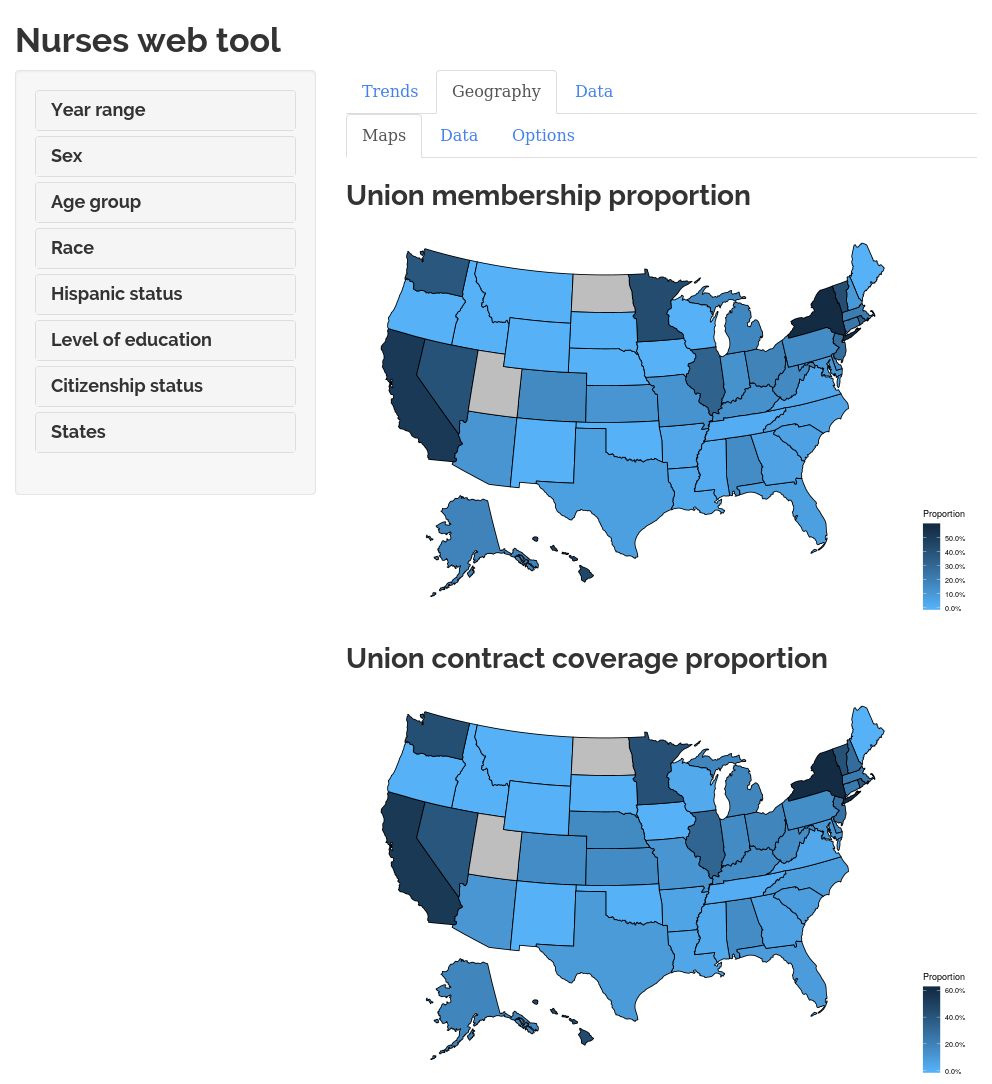 Nurses web tool
Year range
Sex
Age group
Race
Hispanic status
Level of education
Citizenship status
States
Trends Geography Data
Maps Data Options
Union membership proportion
Proportion
50.0%
40.0%
30.0%
20.0%
10.0%
0.0%
Union contract coverage proportion
Proportion
60.0%
40.0%
20.0%
0.0%